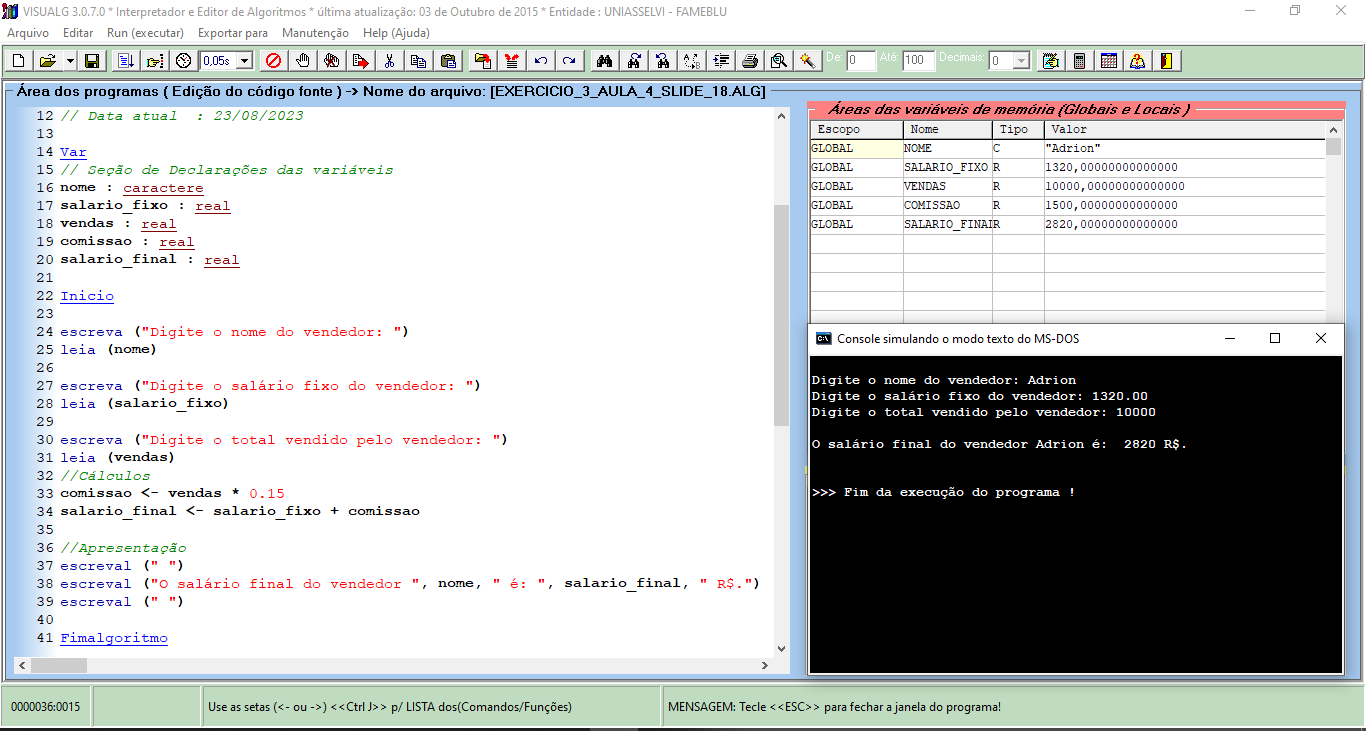 VISUALG 3.0.7.0 * Interpretador e Editor de Algoritmos * última atualização: 03 de Outubro de 2015 * Entidade : UNIASSELVI - FAMEBLU
Arquivo Editar Run (executar) Exportar para Manutenção Help (Ajuda)
0,05s De: 0 Até: 100 Decimais: 0
Área dos programas ( Edição do código fonte ) -> Nome do arquivo: [EXERCICIO_3_AULA_4_SLIDE_18.ALG]
12 // Data atual  : 23/08/2023
13
14 Var
15 // Seção de Declarações das variáveis
16 nome : caractere
17 salario_fixo : real
18 vendas : real
19 comissao : real
20 salario_final : real
21
22 Inicio
23
24 escreva ("Digite o nome do vendedor: ")
25 leia (nome)
26
27 escreva ("Digite o salário fixo do vendedor: ")
28 leia (salario_fixo)
29
30 escreva ("Digite o total vendido pelo vendedor: ")
31 leia (vendas)
32 //Cálculos
33 comissao <- vendas * 0.15
34 salario_final <- salario_fixo + comissao
35
36 //Apresentação
37 escreval (" ")
38 escreval ("O salário final do vendedor ", nome, " é: ", salario_final, " R$.")
39 escreval (" ")
40
41 Fimalgoritmo
Áreas das variáveis de memória (Globais e Locais )
Escopo Nome Tipo Valor
GLOBAL NOME C "Adrion"
GLOBAL SALARIO_FIXO R 1320,00000000000000
GLOBAL VENDAS R 10000,00000000000000
GLOBAL COMISSAO R 1500,00000000000000
GLOBAL SALARIO_FINAL R 2820,00000000000000
Console simulando o modo texto do MS-DOS
Digite o nome do vendedor: Adrion
Digite o salário fixo do vendedor: 1320.00
Digite o total vendido pelo vendedor: 10000
O salário final do vendedor Adrion é:  2820 R$.
>>> Fim da execução do programa !
0000036:0015 Use as setas (<- ou ->) <<Ctrl J>> p/ LISTA dos(Comandos/Funções) MENSAGEM: Tecle <<ESC>> para fechar a janela do programa!